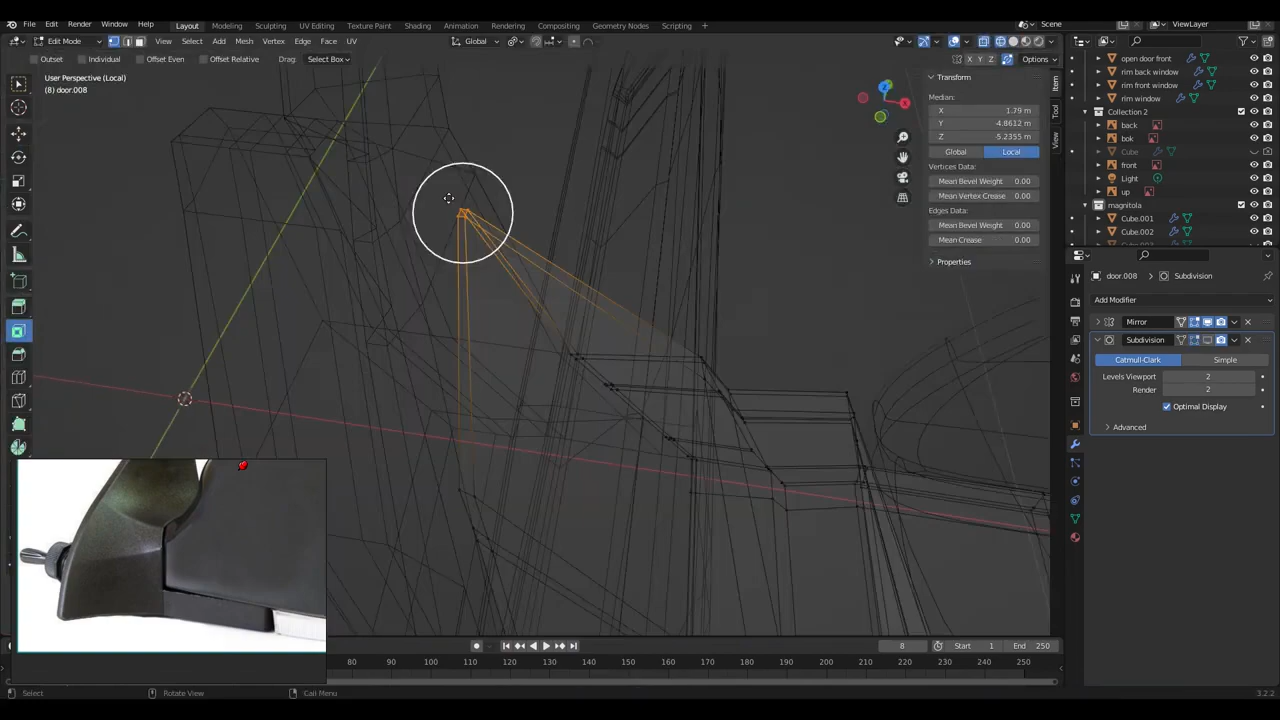 File Edit Render Window Help Layout Modeling Sculpting UV Editing Texture Paint Shading Animation Rendering Compositing Geometry Nodes Scripting + Scene ViewLayer
Edit Mode View Select Add Mesh Vertex Edge Face UV Global
Outset Individual Offset Even Offset Relative Drag: Select Box X Y Z Options
User Perspective (Local)
(8) door.008
Transform
Median:
X 1.79 m
Y -4.8612 m
Z -5.2355 m
Global Local
Vertices Data:
Mean Bevel Weight 0.00
Mean Vertex Crease 0.00
Edges Data:
Mean Bevel Weight 0.00
Mean Crease 0.00
Properties
Item
Tool
View
open door front
rim back window
rim front window
rim window
Collection 2
back
bok
Cube
front
Light
up
magnitola
Cube.001
Cube.002
door.008 Subdivision
Add Modifier
Mirror
Subdivision
Catmull-Clark Simple
Levels Viewport 2
Render 2
Optimal Display
Advanced
8 Start 1 End 250
80 90 100 110 120 130 140 150 160 170 180 190 200 210 220 230 240 250
Select Rotate View Call Menu 3.2.2